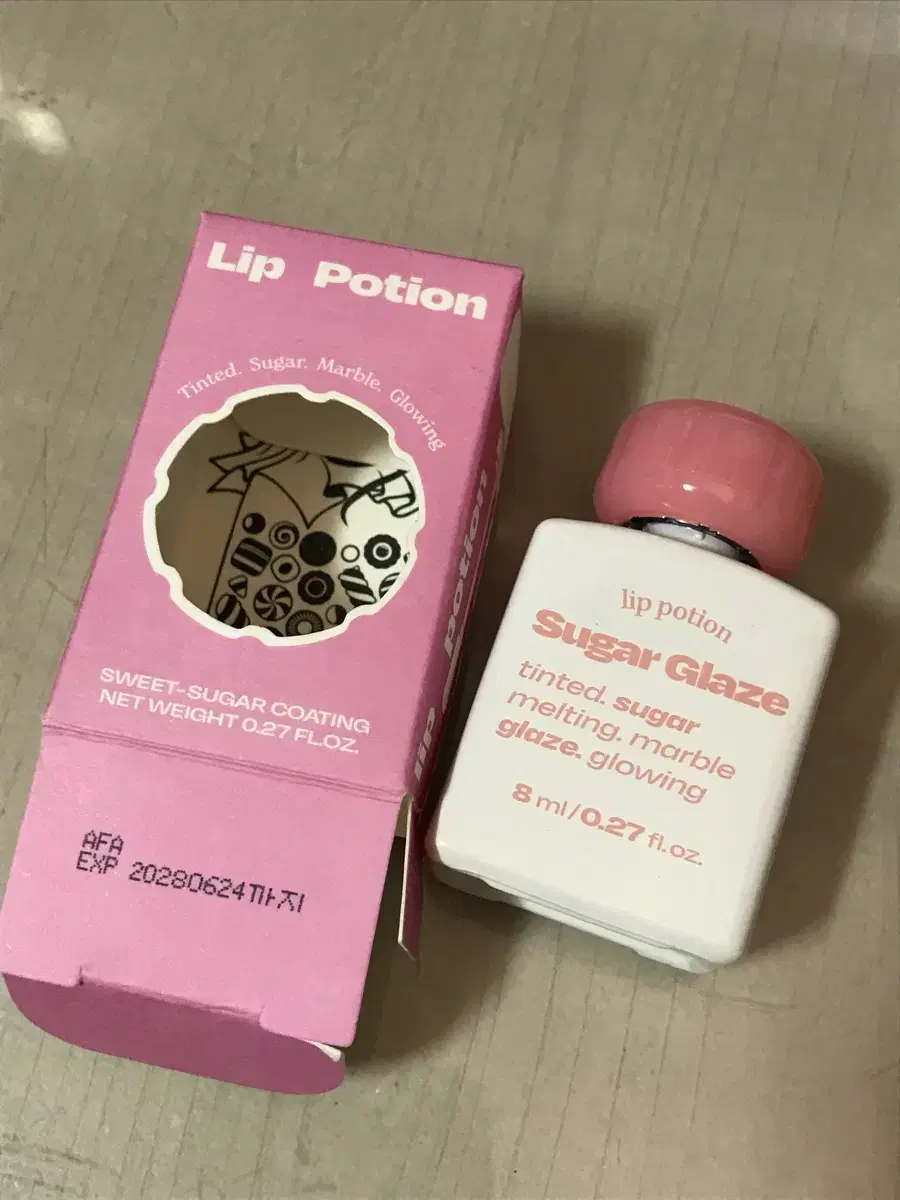 Lip Potion
Tinted. Sugar. Marble. Glowing
SWEET-SUGAR COATING
NET WEIGHT 0.27 FL.OZ.
AFA
EXP 20280624까지
lip potion
lip potion
Sugar Glaze
tinted. sugar
melting. marble
glaze. glowing
8 ml / 0.27 fl.oz.